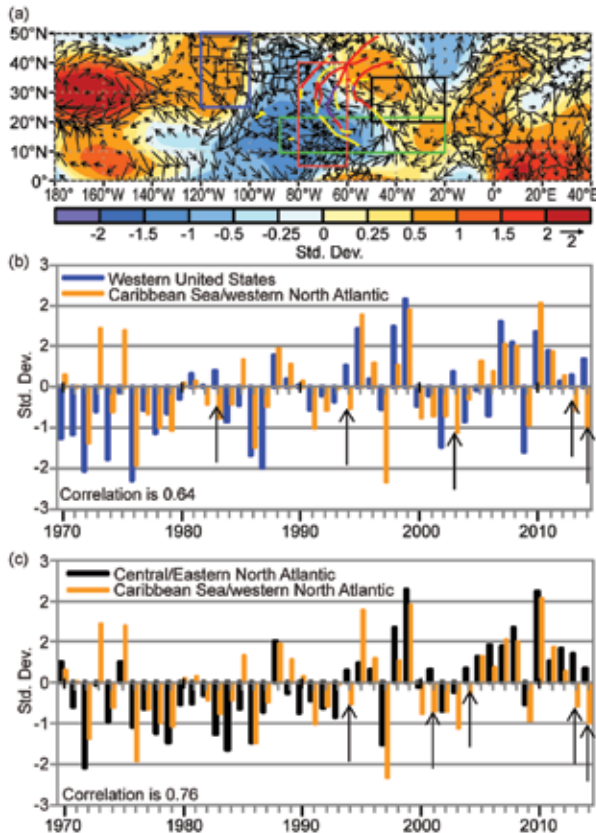 (a)
50°N
40°N
30°N
20°N
10°N
0°
180 160°W 140°W 120°W 100°W 80°W 60°W 40°W 20°W 0° 20°E 40°E
-2 -1.5 -1 -0.5 -0.25 0 0.25 0.5 1 1.5 2 2
Std. Dev.
(b)
Western United States
Caribbean Sea/western North Atlantic
Std. Dev.
3
2
2
0
-1
-2
-3
Correlation is 0.64
1970 1980 1990 2000 2010
(c)
Central/Eastern North Atlantic
Caribbean Sea/western North Atlantic
Std. Dev.
3
2
2
0
-1
-2
-3
Correlation is 0.76
1970 1980 1990 2000 2010